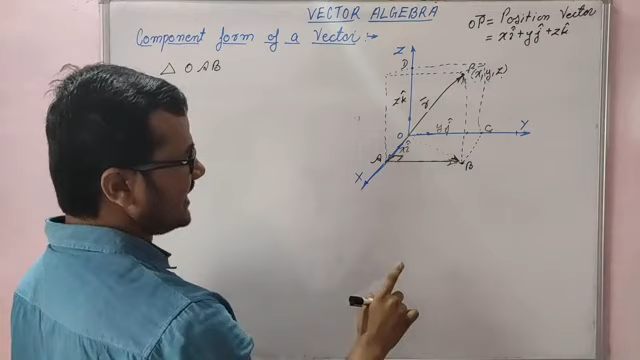 VECTOR ALGEBRA
Component form of a Vector :→
OP⃗ = Position Vector
= xî + yĵ + zk̂
△ OAB
Z
D
P
(x, y, z)
zk̂
r⃗
O
yĵ
C
Y
xî
A
B
X